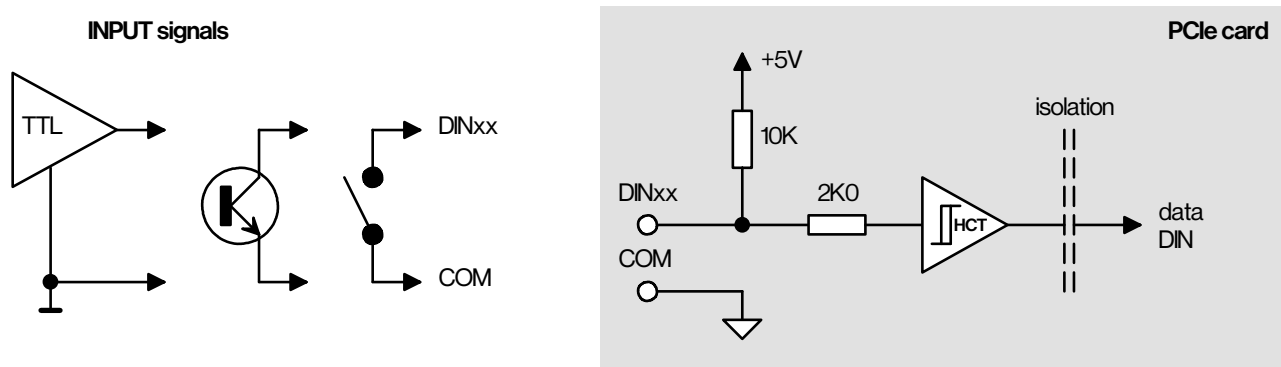 INPUT signals
TTL
DINxx
COM
PCIe card
+5V
10K
isolation
DINxx
2K0
HCT
data
DIN
COM